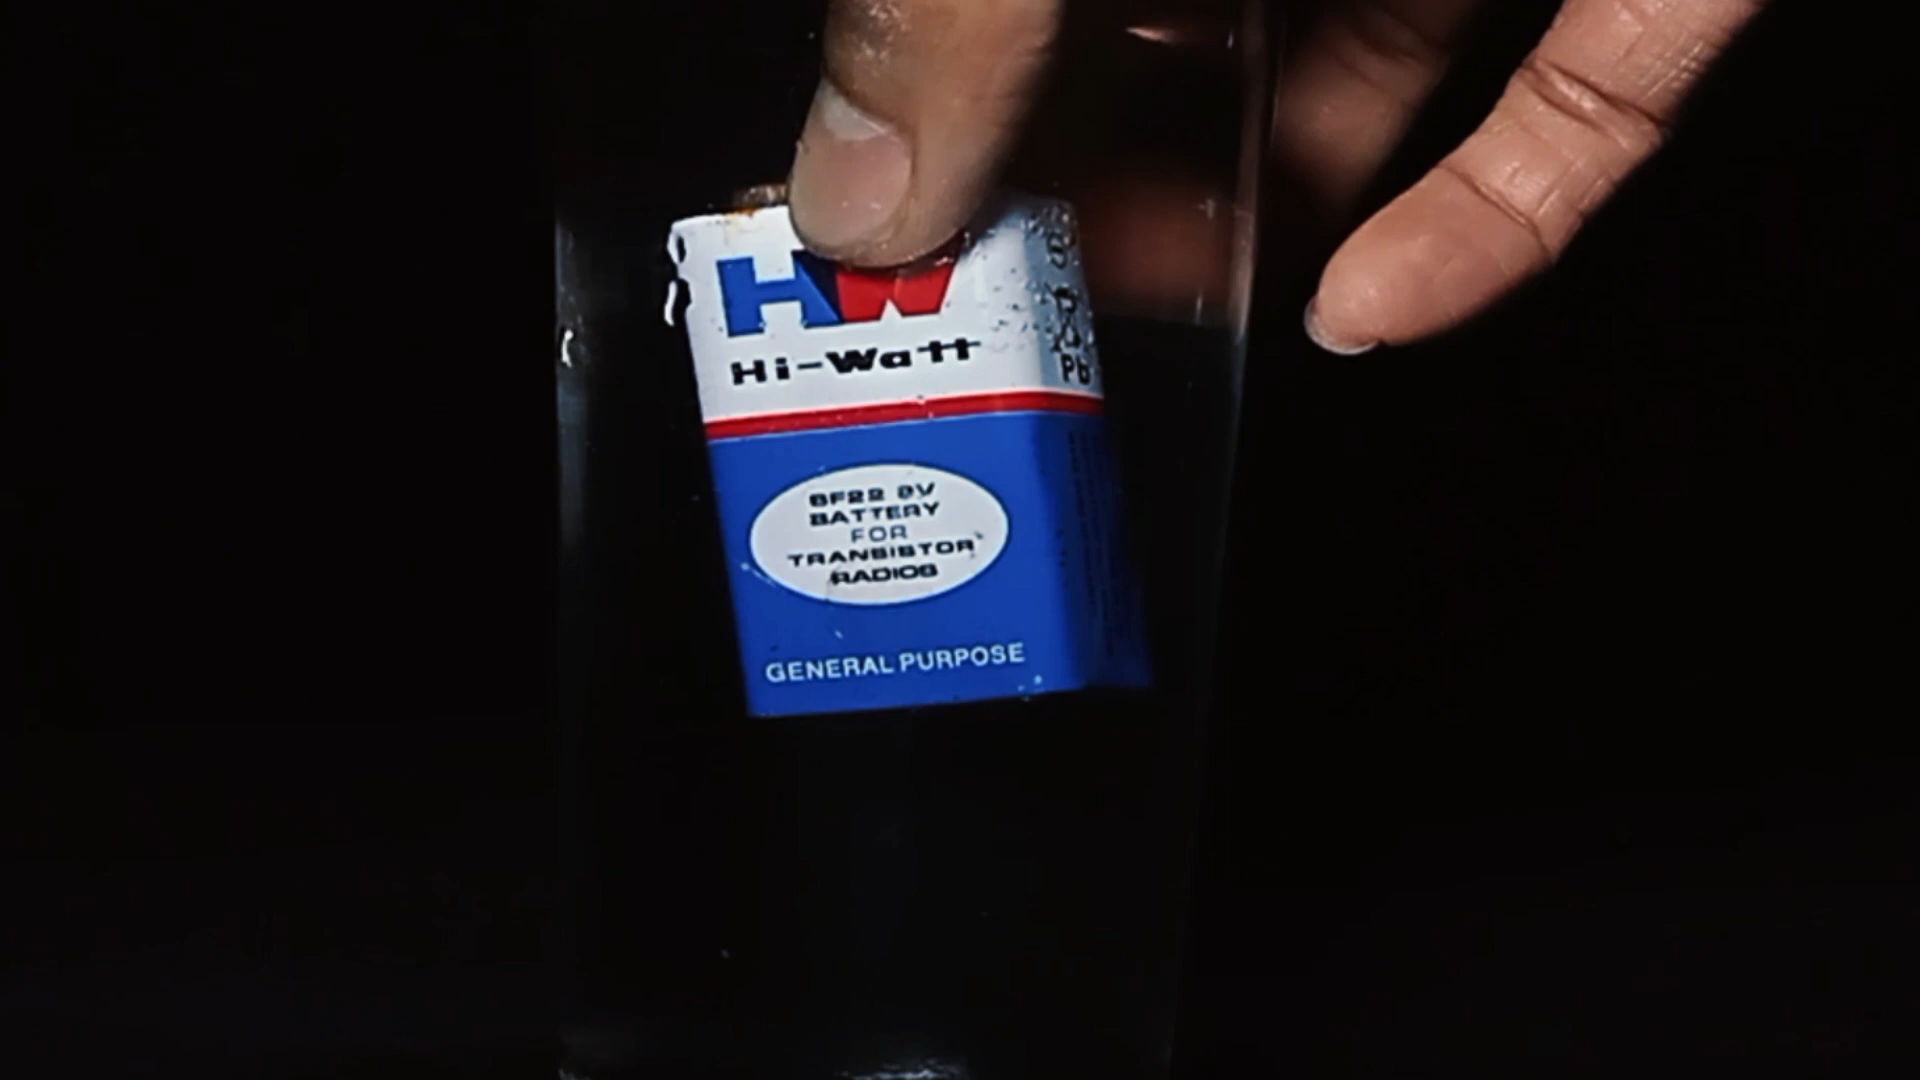 HW
Hi-Watt
6F22 9V
BATTERY
FOR
TRANSISTOR
RADIOS
GENERAL PURPOSE
Pb